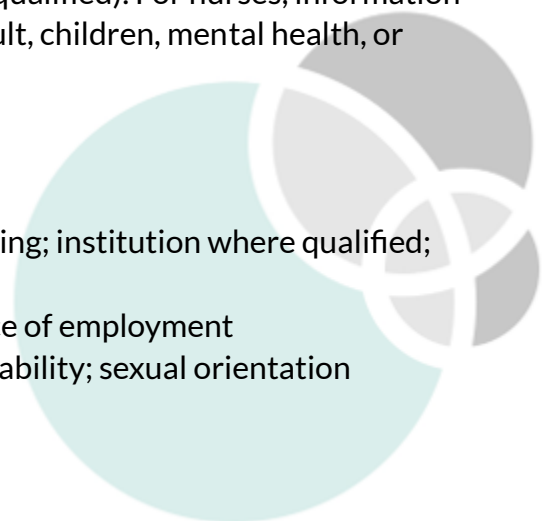 qualified). For nurses, information
ult, children, mental health, or
ing; institution where qualified;
e of employment
ability; sexual orientation